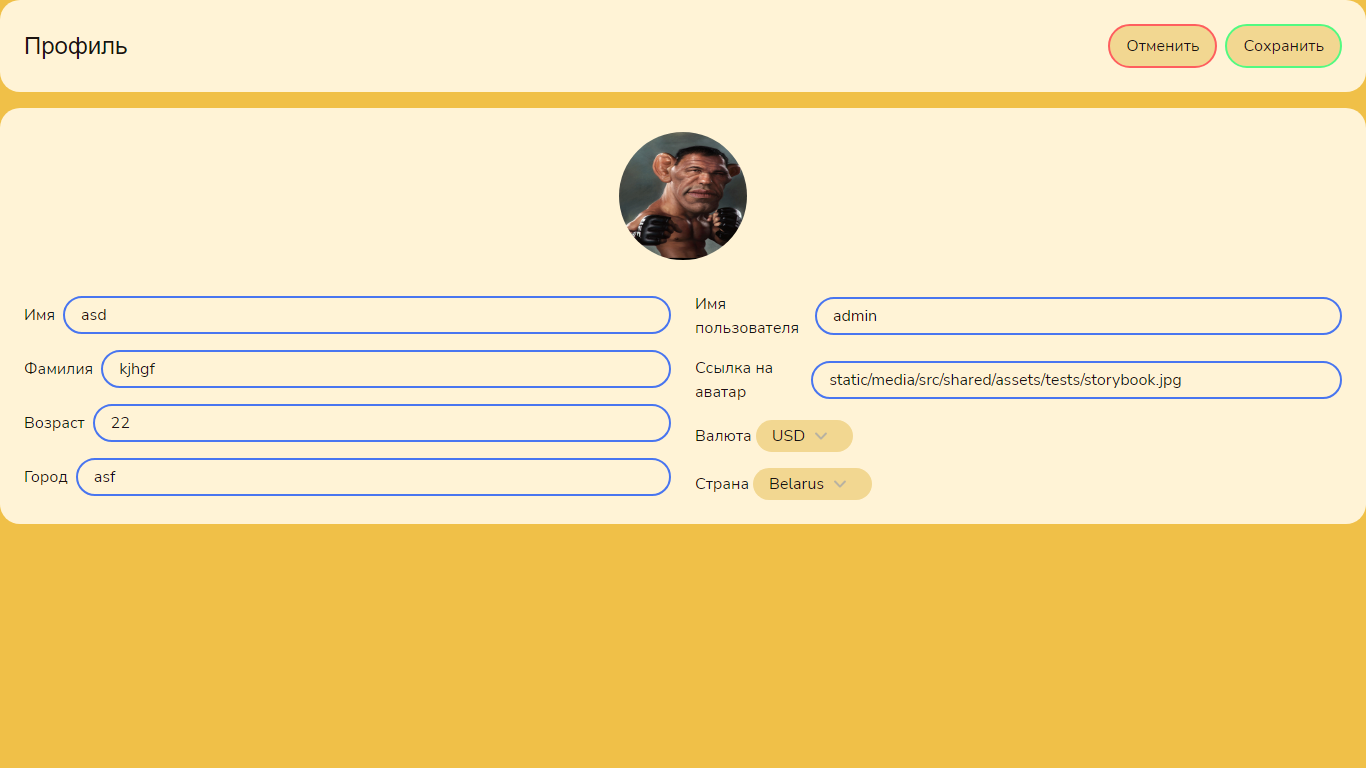 Профиль
Отменить
Сохранить
Имя
asd
Фамилия
kjhgf
Возраст
22
Город
asf
Имя
пользователя
admin
Ссылка на
аватар
static/media/src/shared/assets/tests/storybook.jpg
Валюта
USD
Страна
Belarus